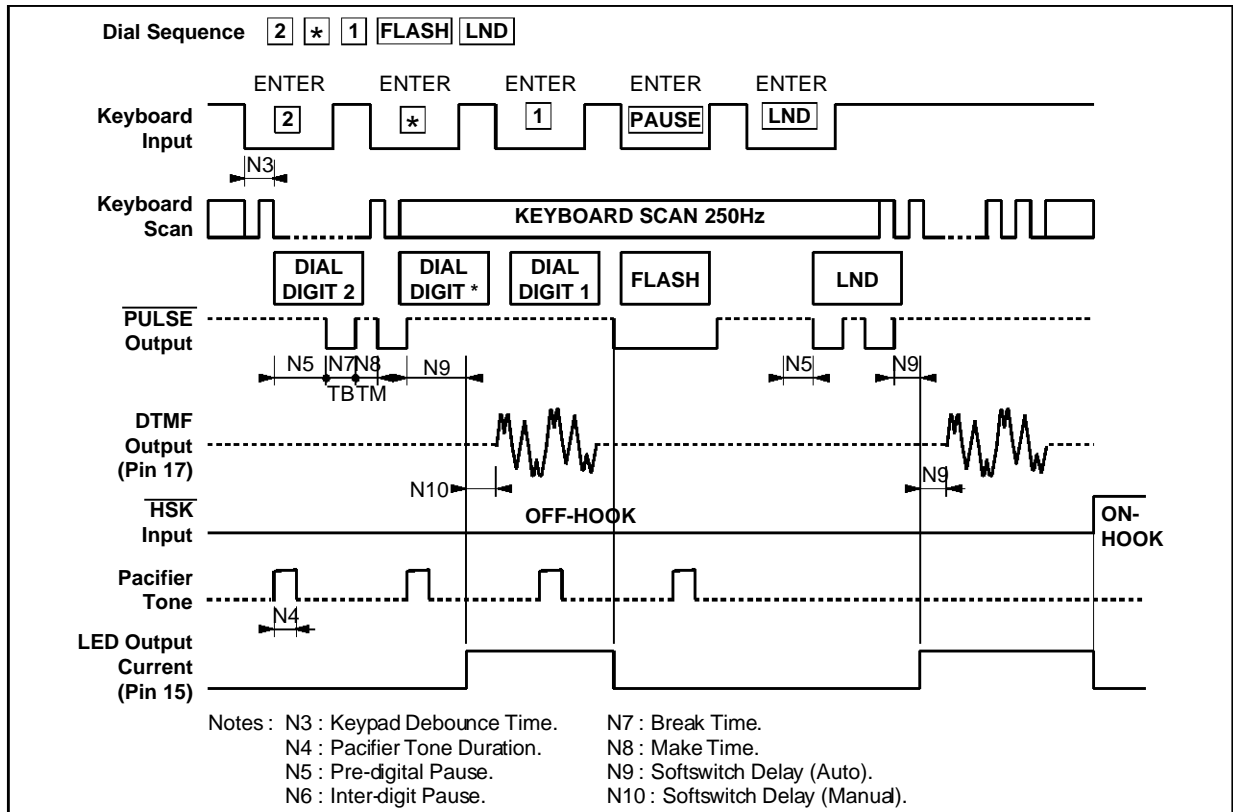 Dial Sequence 2 * 1 FLASH LND
ENTER ENTER ENTER ENTER ENTER
Keyboard Input
2 * 1 PAUSE LND
N3
Keyboard Scan
KEYBOARD SCAN 250Hz
DIAL DIGIT 2
DIAL DIGIT *
DIAL DIGIT 1
FLASH
LND
PULSE Output
N5 N7 N8 N9 N5 N9
TB TM
DTMF Output (Pin 17)
N10
N9
HSK Input
OFF-HOOK
ON-HOOK
Pacifier Tone
N4
LED Output Current (Pin 15)
Notes : N3 : Keypad Debounce Time. N7 : Break Time.
N4 : Pacifier Tone Duration. N8 : Make Time.
N5 : Pre-digital Pause. N9 : Softswitch Delay (Auto).
N6 : Inter-digit Pause. N10 : Softswitch Delay (Manual).